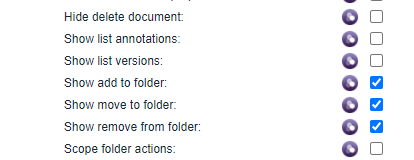 Hide delete document:
Show list annotations:
Show list versions:
Show add to folder:
Show move to folder:
Show remove from folder:
Scope folder actions: